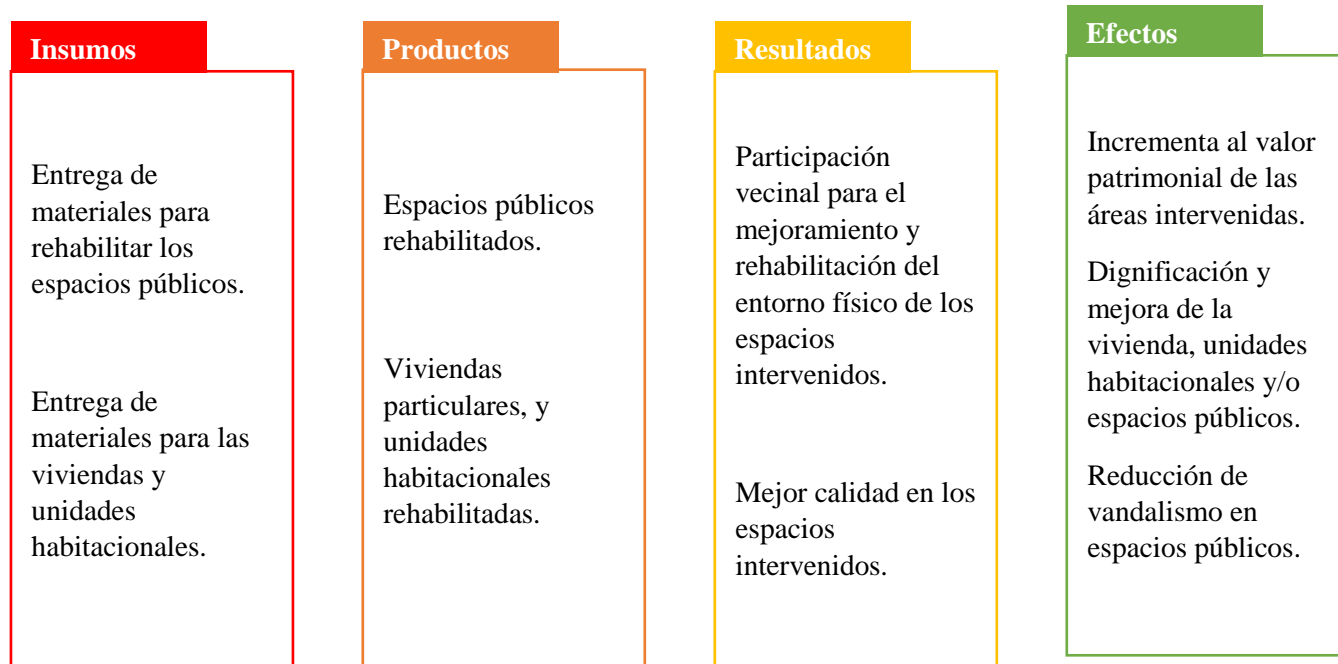 Insumos
Entrega de
materiales para
rehabilitar los
espacios públicos.
Entrega de
materiales para las
viviendas y
unidades
habitacionales.
Productos
Espacios públicos
rehabilitados.
Viviendas
particulares, y
unidades
habitacionales
rehabilitadas.
Resultados
Participación
vecinal para el
mejoramiento y
rehabilitación del
entorno físico de los
espacios
intervenidos.
Mejor calidad en los
espacios
intervenidos.
Efectos
Incrementa al valor
patrimonial de las
áreas intervenidas.
Dignificación y
mejora de la
vivienda, unidades
habitacionales y/o
espacios públicos.
Reducción de
vandalismo en
espacios públicos.